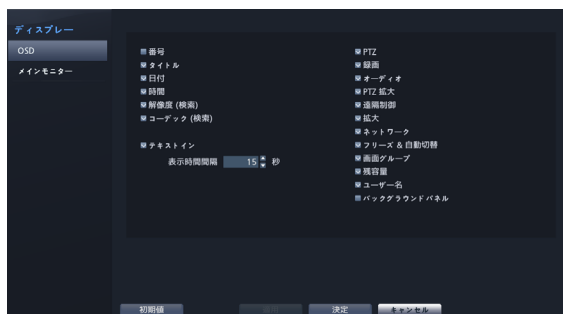 ディスプレー
OSD
メインモニター
番号
タイトル
日付
時間
解像度 (検索)
コーデック (検索)
テキストイン
表示時間間隔 15 秒
PTZ
録画
オーディオ
PTZ 拡大
遠隔制御
拡大
ネットワーク
フリーズ & 自動切替
画面グループ
残容量
ユーザー名
バックグラウンドパネル
初期値
決定
キャンセル